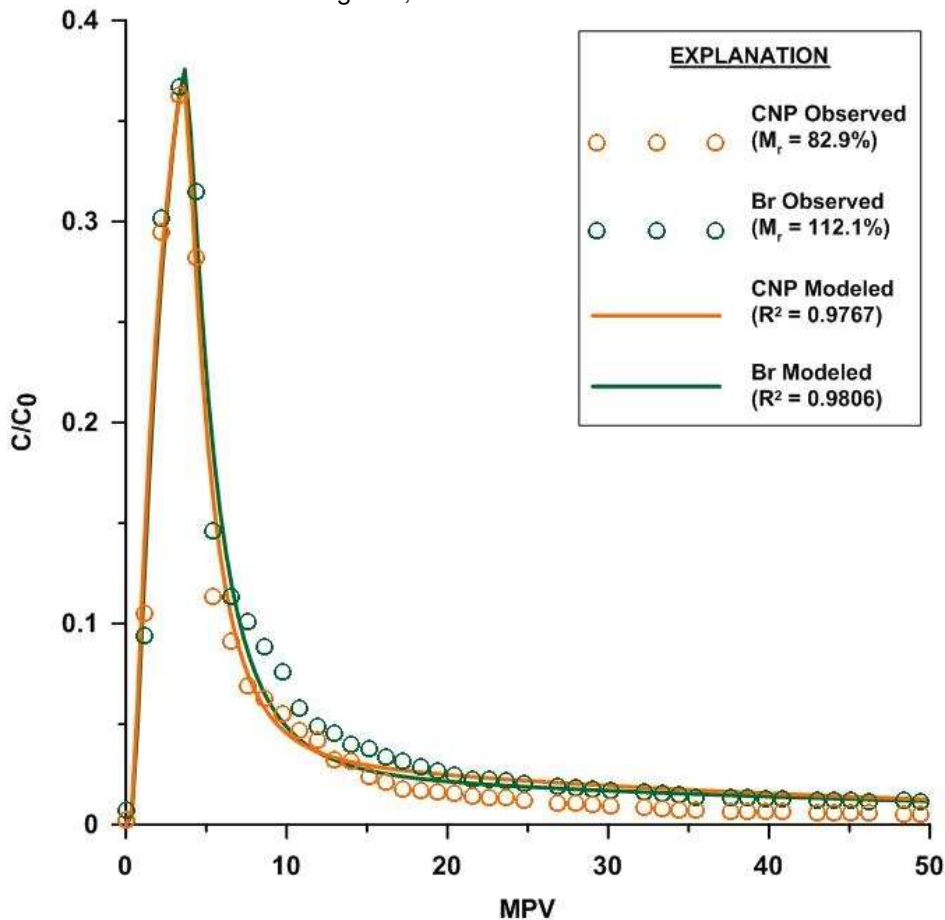 0.4
0.3
0.2
0.1
0
C/C0
0
10
20
30
40
50
MPV
EXPLANATION
CNP Observed
(Mr = 82.9%)
Br Observed
(Mr = 112.1%)
CNP Modeled
(R² = 0.9767)
Br Modeled
(R² = 0.9806)